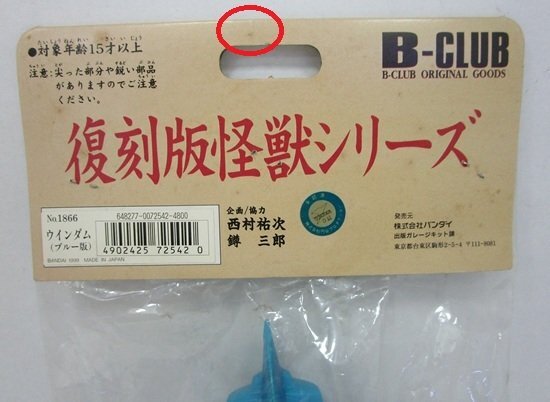 ●対象年齢15才以上
注意:尖った部分や鋭い部品
がありますのでご注意
ください。
B-CLUB
B-CLUB ORIGINAL GOODS
復刻版怪獣シリーズ
No.1866
ウインダム
(ブルー版)
648277-0072542-4800
4902425725420
BANDAI 1999 MADE IN JAPAN
企画/協力
西村祐次
鐏 三郎
発売元
株式会社バンダイ
出版ガレージキット課
東京都台東区駒形2-5-4 〒111-8081